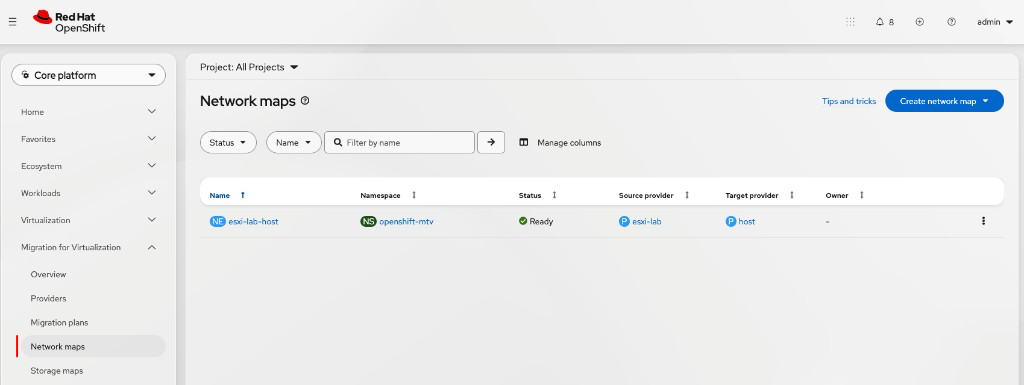 Red Hat
OpenShift
8
admin
Core platform
Home
Favorites
Ecosystem
Workloads
Virtualization
Migration for Virtualization
Overview
Providers
Migration plans
Network maps
Storage maps
Project: All Projects
Network maps
Tips and tricks
Create network map
Status
Name
Filter by name
Manage columns
Name Namespace Status Source provider Target provider Owner
NE esxi-lab-host NS openshift-mtv Ready P esxi-lab P host -